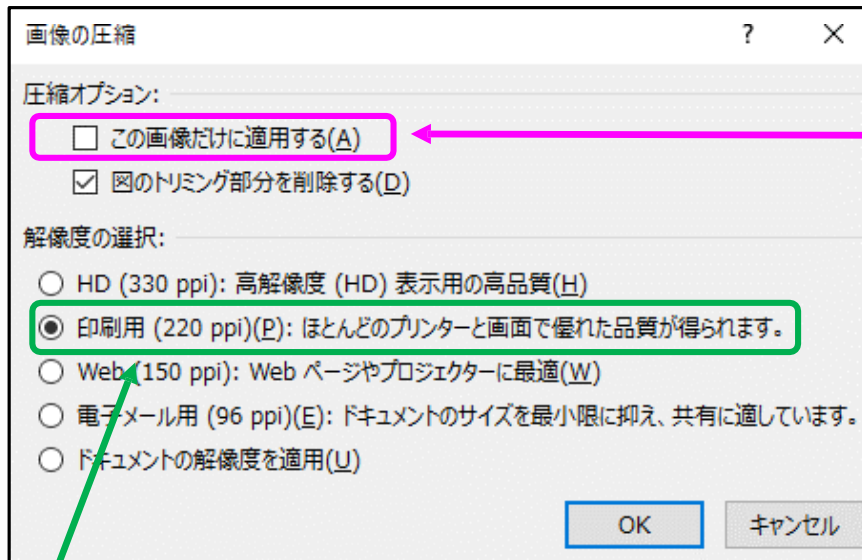 画像の圧縮 ? ×
圧縮オプション:
この画像だけに適用する(A)
図のトリミング部分を削除する(D)
解像度の選択:
HD (330 ppi): 高解像度 (HD) 表示用の高品質(H)
印刷用 (220 ppi)(P): ほとんどのプリンターと画面で優れた品質が得られます。
Web (150 ppi): Web ページやプロジェクターに最適(W)
電子メール用 (96 ppi)(E): ドキュメントのサイズを最小限に抑え、共有に適しています。
ドキュメントの解像度を適用(U)
OK キャンセル